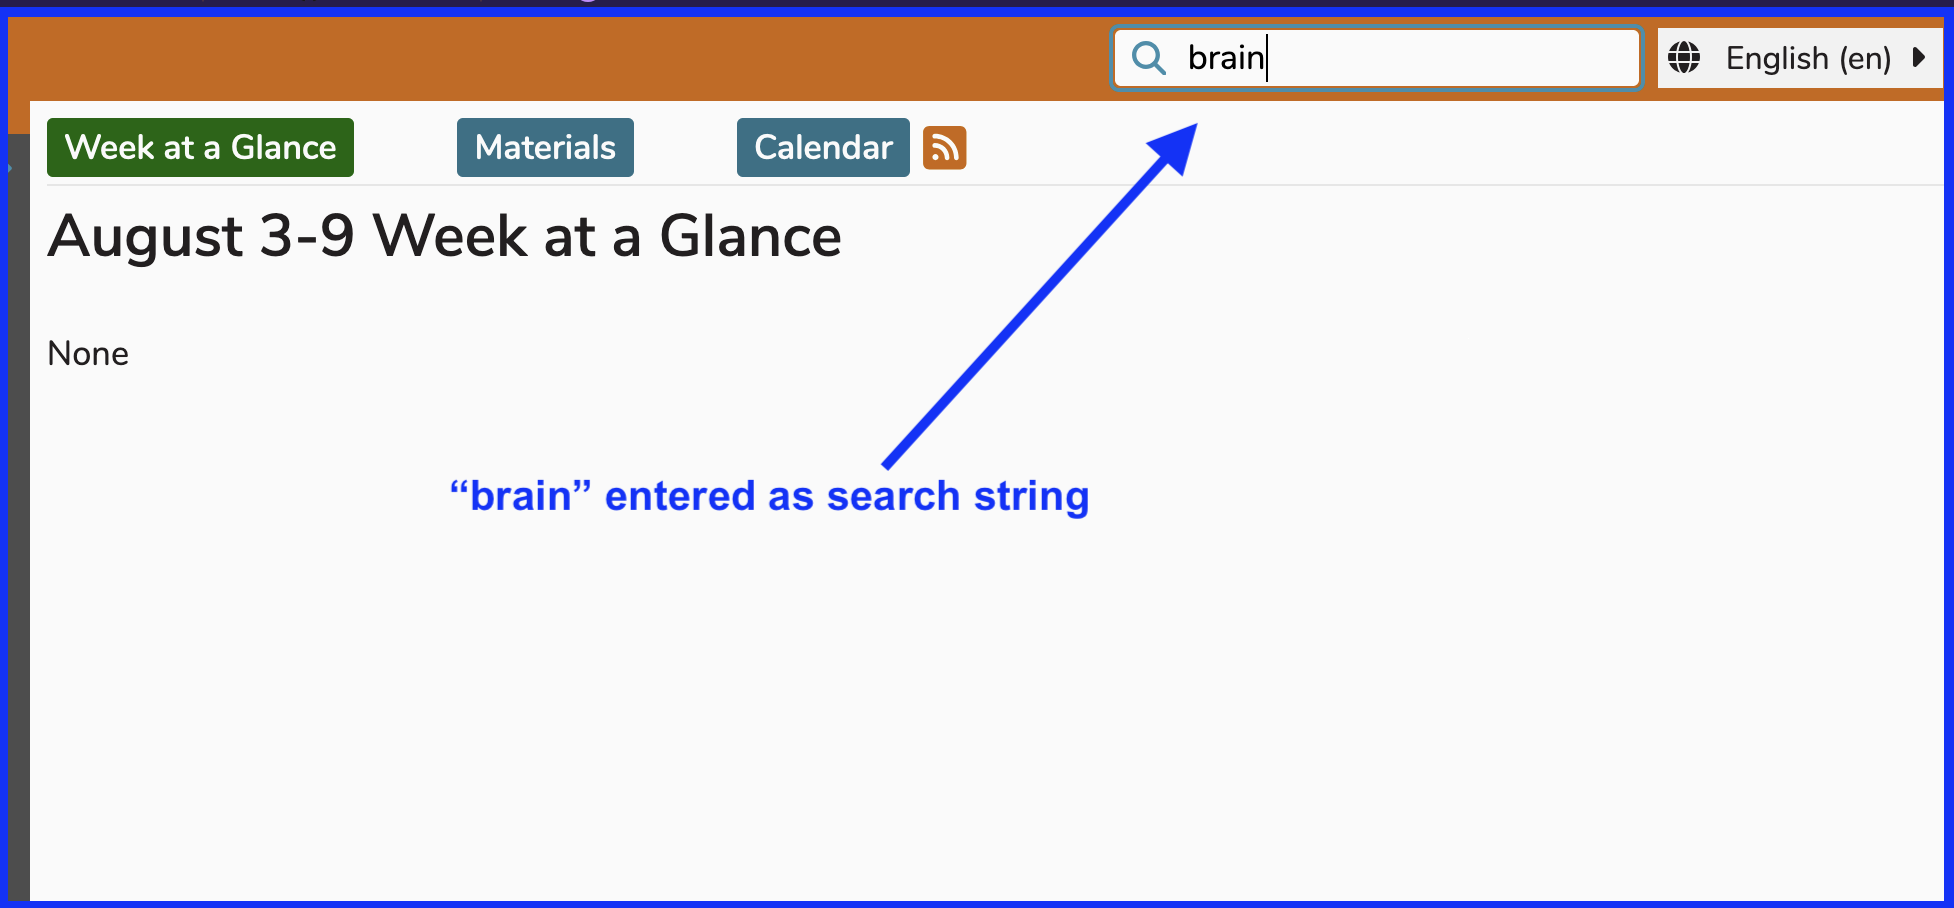 brain
English (en)
Week at a Glance
Materials
Calendar
August 3-9 Week at a Glance
None
“brain” entered as search string